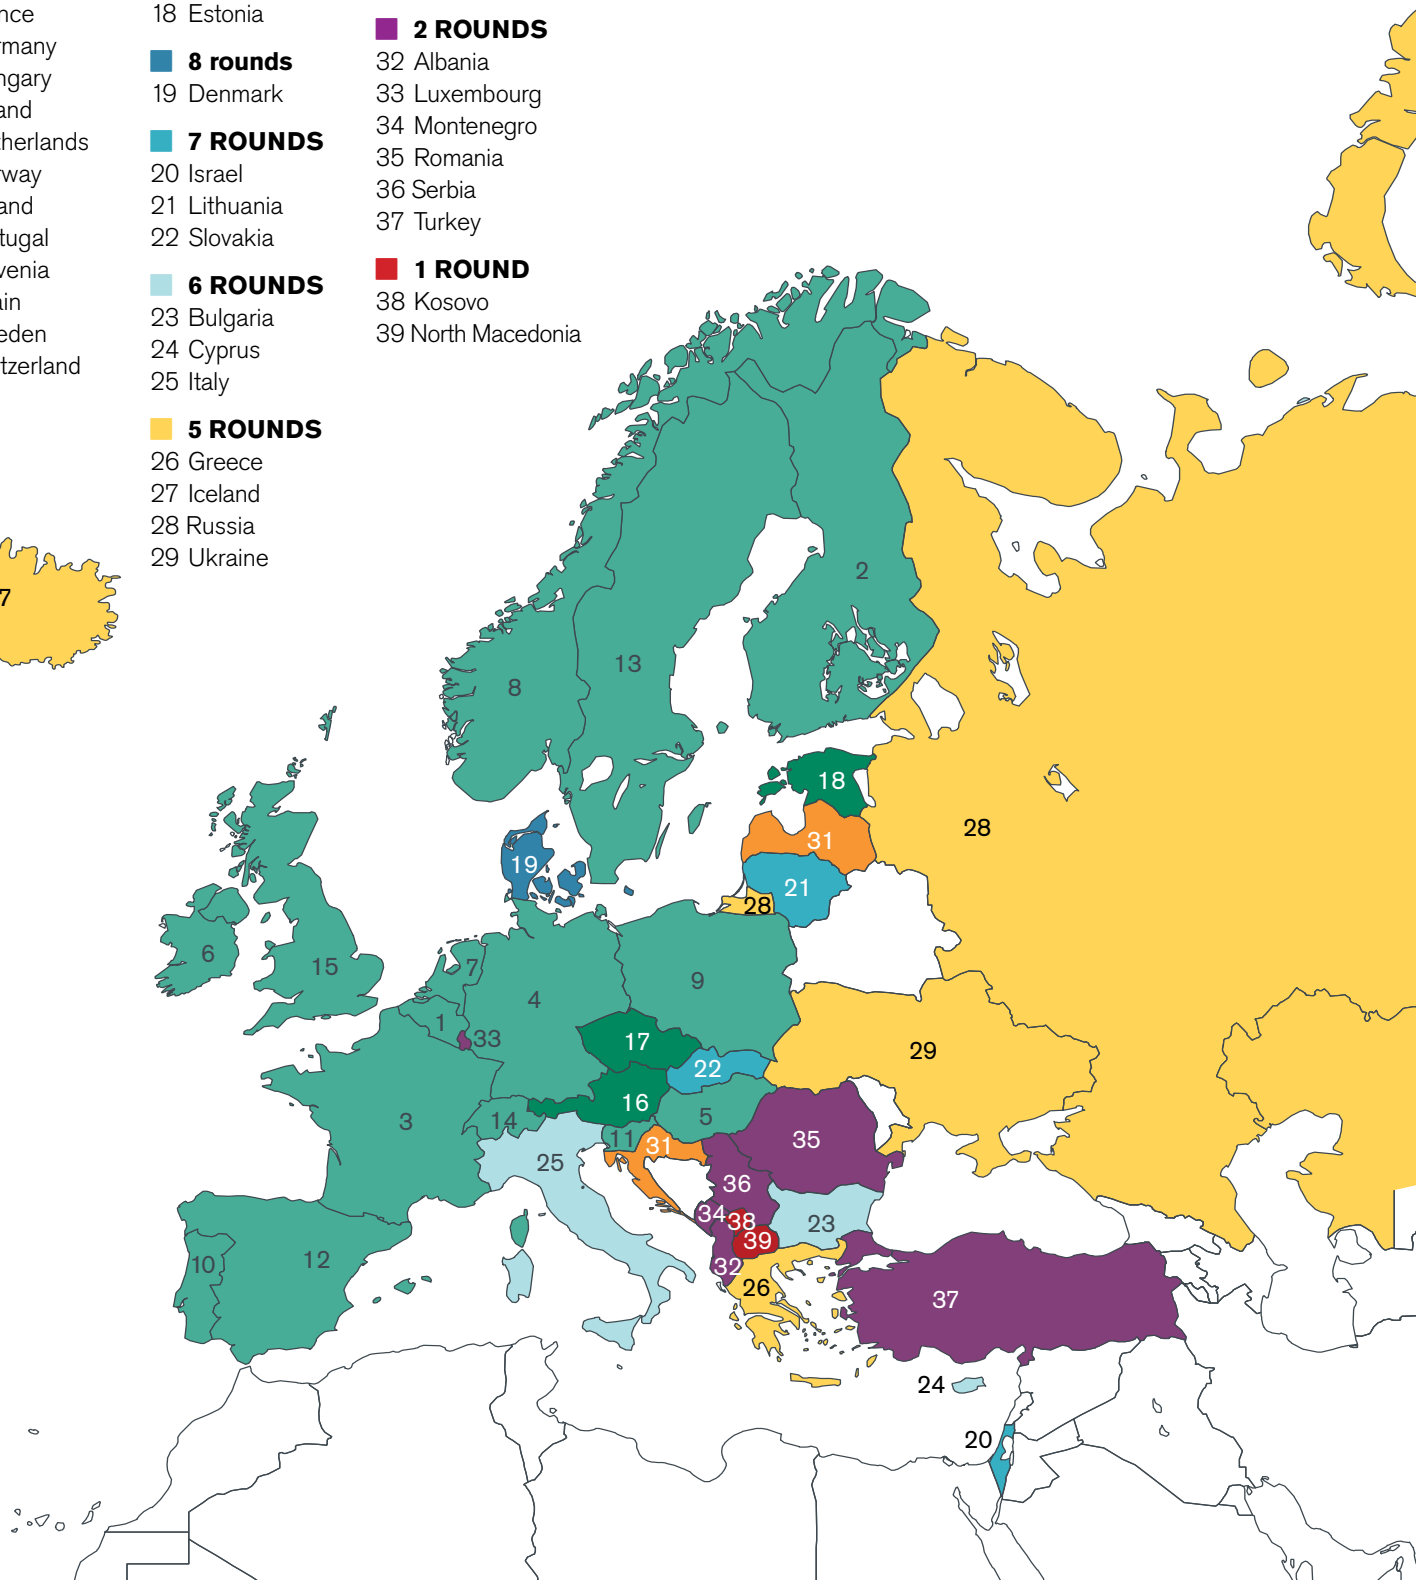 nce
rmany
ngary
and
therlands
rway
and
tugal
venia
ain
eden
tzerland
18 Estonia
8 rounds
19 Denmark
7 ROUNDS
20 Israel
21 Lithuania
22 Slovakia
6 ROUNDS
23 Bulgaria
24 Cyprus
25 Italy
5 ROUNDS
26 Greece
27 Iceland
28 Russia
29 Ukraine
2 ROUNDS
32 Albania
33 Luxembourg
34 Montenegro
35 Romania
36 Serbia
37 Turkey
1 ROUND
38 Kosovo
39 North Macedonia
7
2
13
8
18
28
31
19
21
28
6
15
7
9
4
1
33
17
29
22
16
3
14
5
11
31
35
25
36
34
38
23
39
10
12
32
26
37
24
20